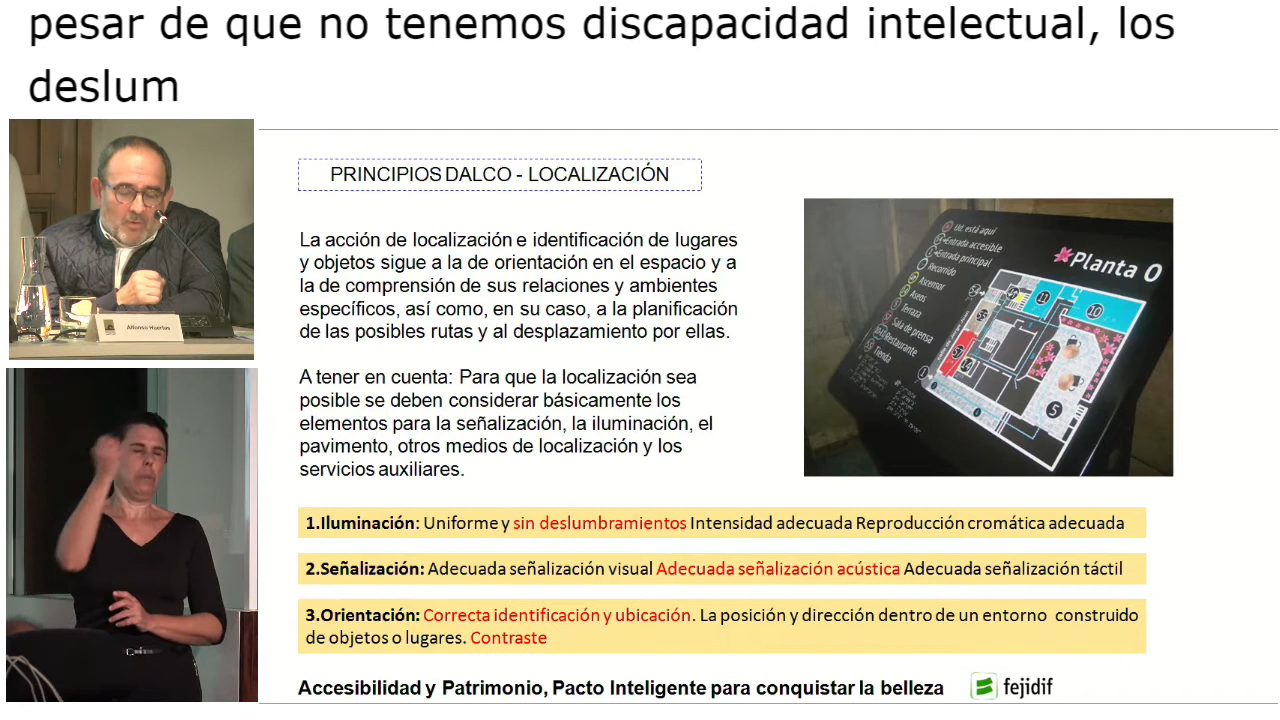 pesar de que no tenemos discapacidad intelectual, los
deslum
Alfonso Huertas
PRINCIPIOS DALCO - LOCALIZACIÓN
La acción de localización e identificación de lugares
y objetos sigue a la de orientación en el espacio y a
la de comprensión de sus relaciones y ambientes
específicos, así como, en su caso, a la planificación
de las posibles rutas y al desplazamiento por ellas.
A tener en cuenta: Para que la localización sea
posible se deben considerar básicamente los
elementos para la señalización, la iluminación, el
pavimento, otros medios de localización y los
servicios auxiliares.
Ud. está aquí
Entrada accesible
Entrada principal
Recorrido
Ascensor
Aseos
Terraza
Sala de prensa
Restaurante
Tienda
Planta 0
11
10
5
1.Iluminación: Uniforme y sin deslumbramientos Intensidad adecuada Reproducción cromática adecuada
2.Señalización: Adecuada señalización visual Adecuada señalización acústica Adecuada señalización táctil
3.Orientación: Correcta identificación y ubicación. La posición y dirección dentro de un entorno construido
de objetos o lugares. Contraste
Accesibilidad y Patrimonio, Pacto Inteligente para conquistar la belleza
fejidif